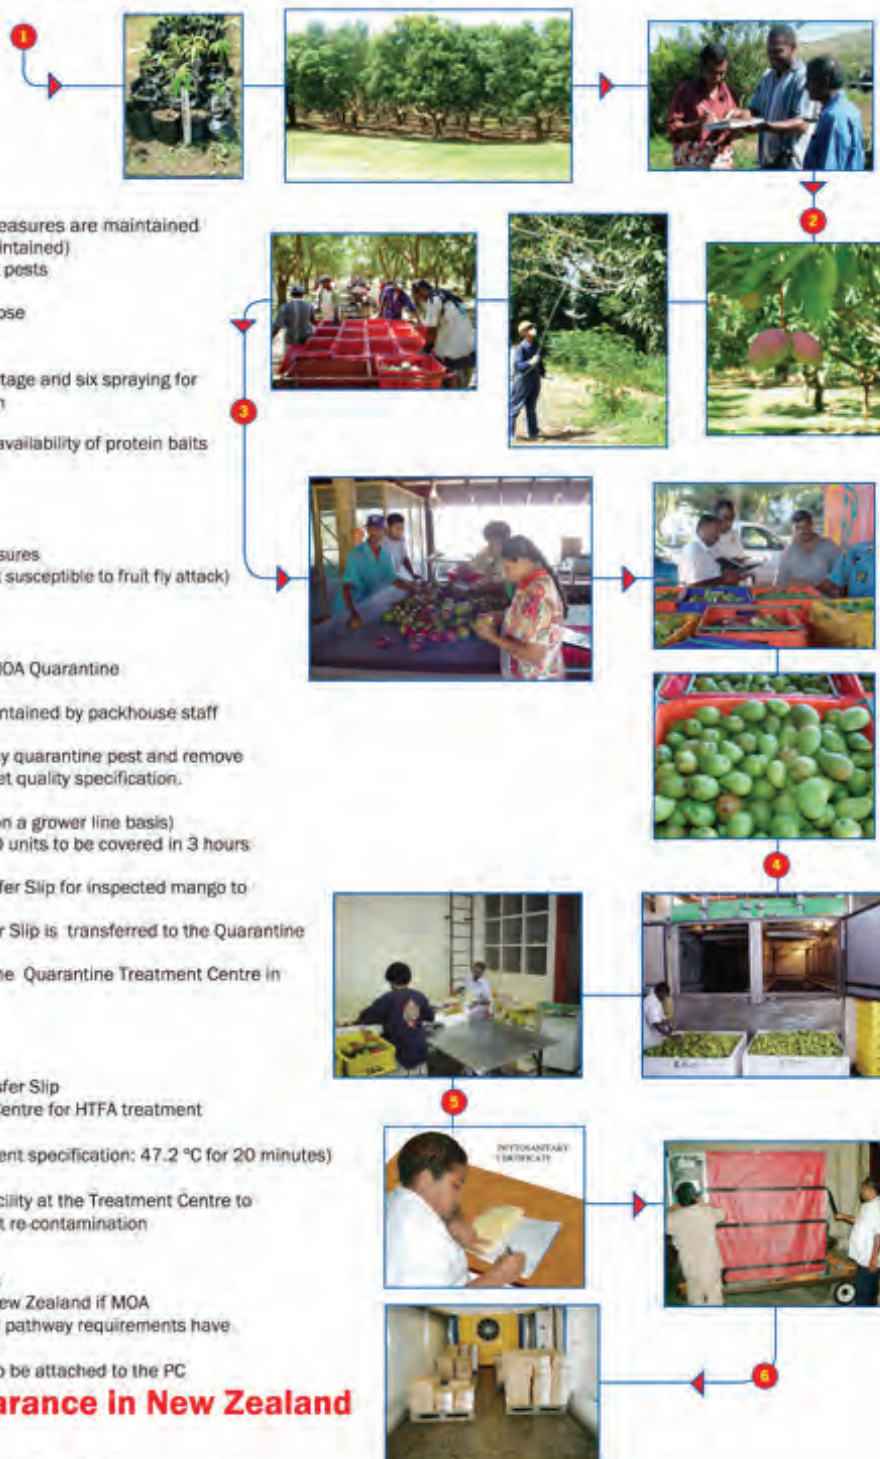 1
easures are maintained
intained)
pests
2
ose
tage and six spraying for
n
3
availability of protein baits
sures
t susceptible to fruit fly attack)
OA Quarantine
ntained by packhouse staff
y quarantine pest and remove
et quality specification.
on a grower line basis)
0 units to be covered in 3 hours
4
fer Slip for inspected mango to
r Slip is transferred to the Quarantine
ne Quarantine Treatment Centre in
sfer Slip
Centre for HTFA treatment
5
ent specification: 47.2 °C for 20 minutes)
PHYTOSANITARY
CERTIFICATE
cility at the Treatment Centre to
t re-contamination
ew Zealand if MOA
pathway requirements have
o be attached to the PC
6
arance in New Zealand